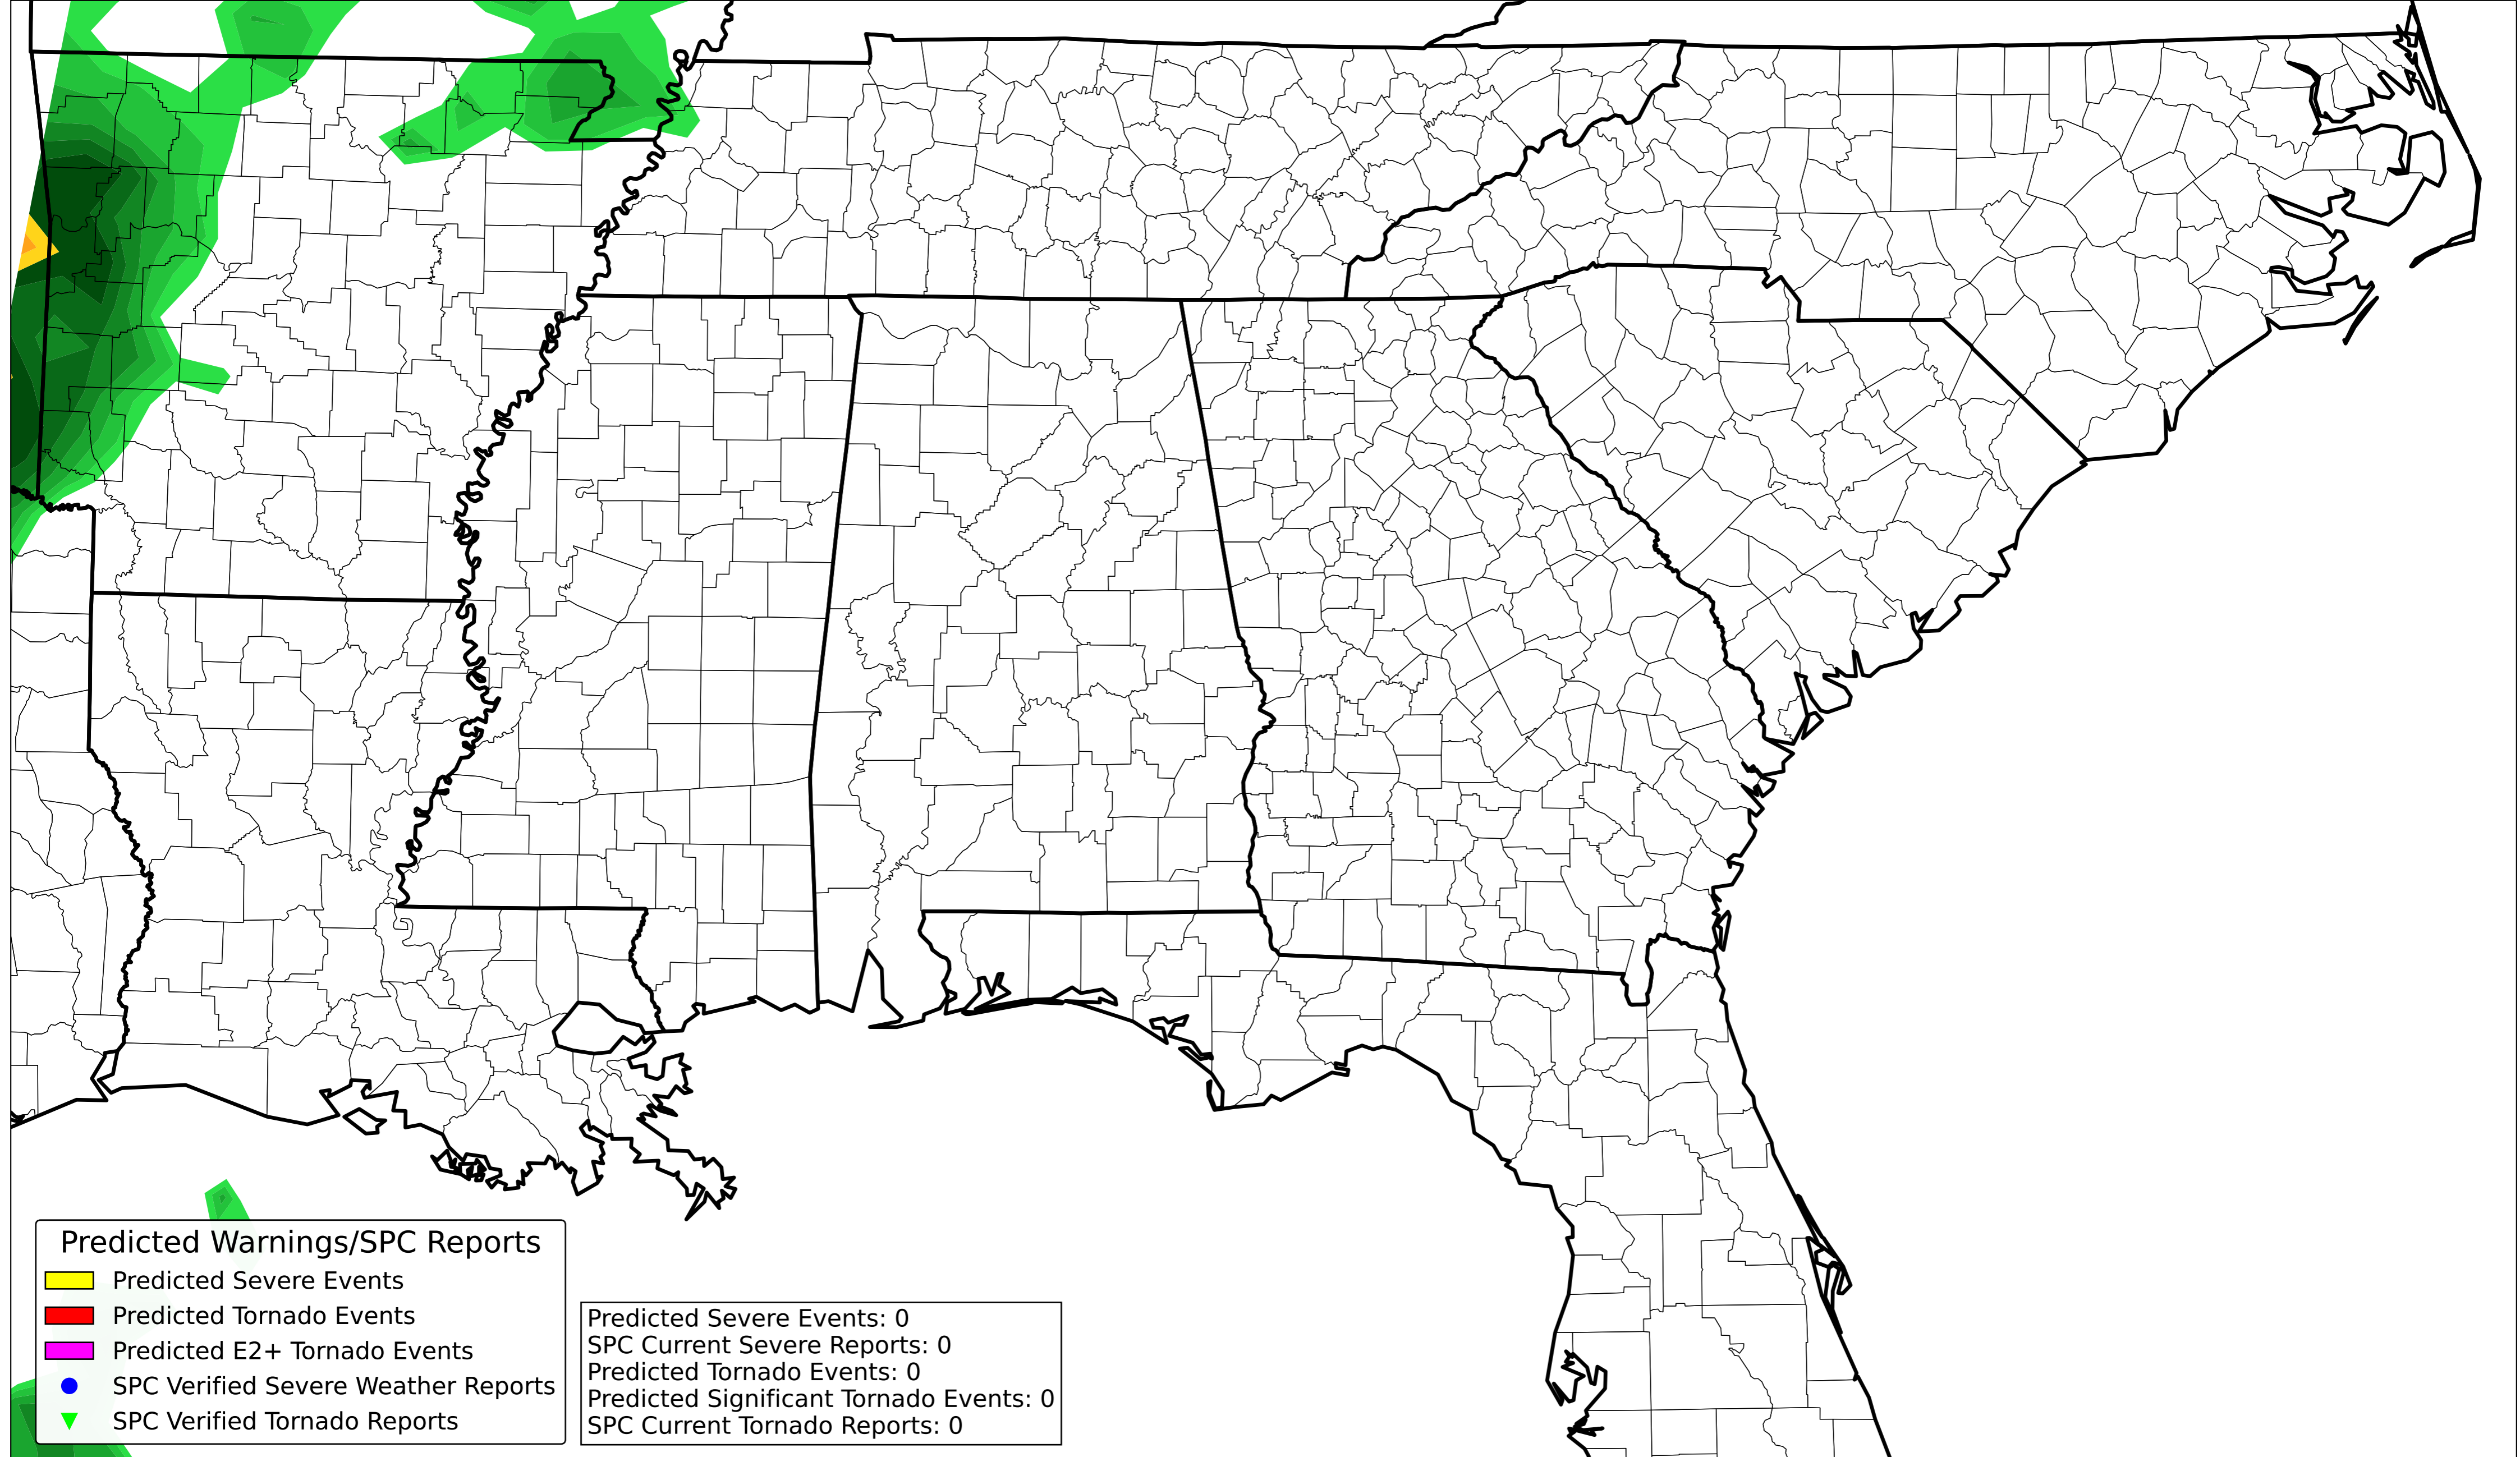 Predicted Warnings/SPC Reports
Predicted Severe Events
Predicted Tornado Events
Predicted E2+ Tornado Events
SPC Verified Severe Weather Reports
SPC Verified Tornado Reports
Predicted Severe Events: 0
SPC Current Severe Reports: 0
Predicted Tornado Events: 0
Predicted Significant Tornado Events: 0
SPC Current Tornado Reports: 0